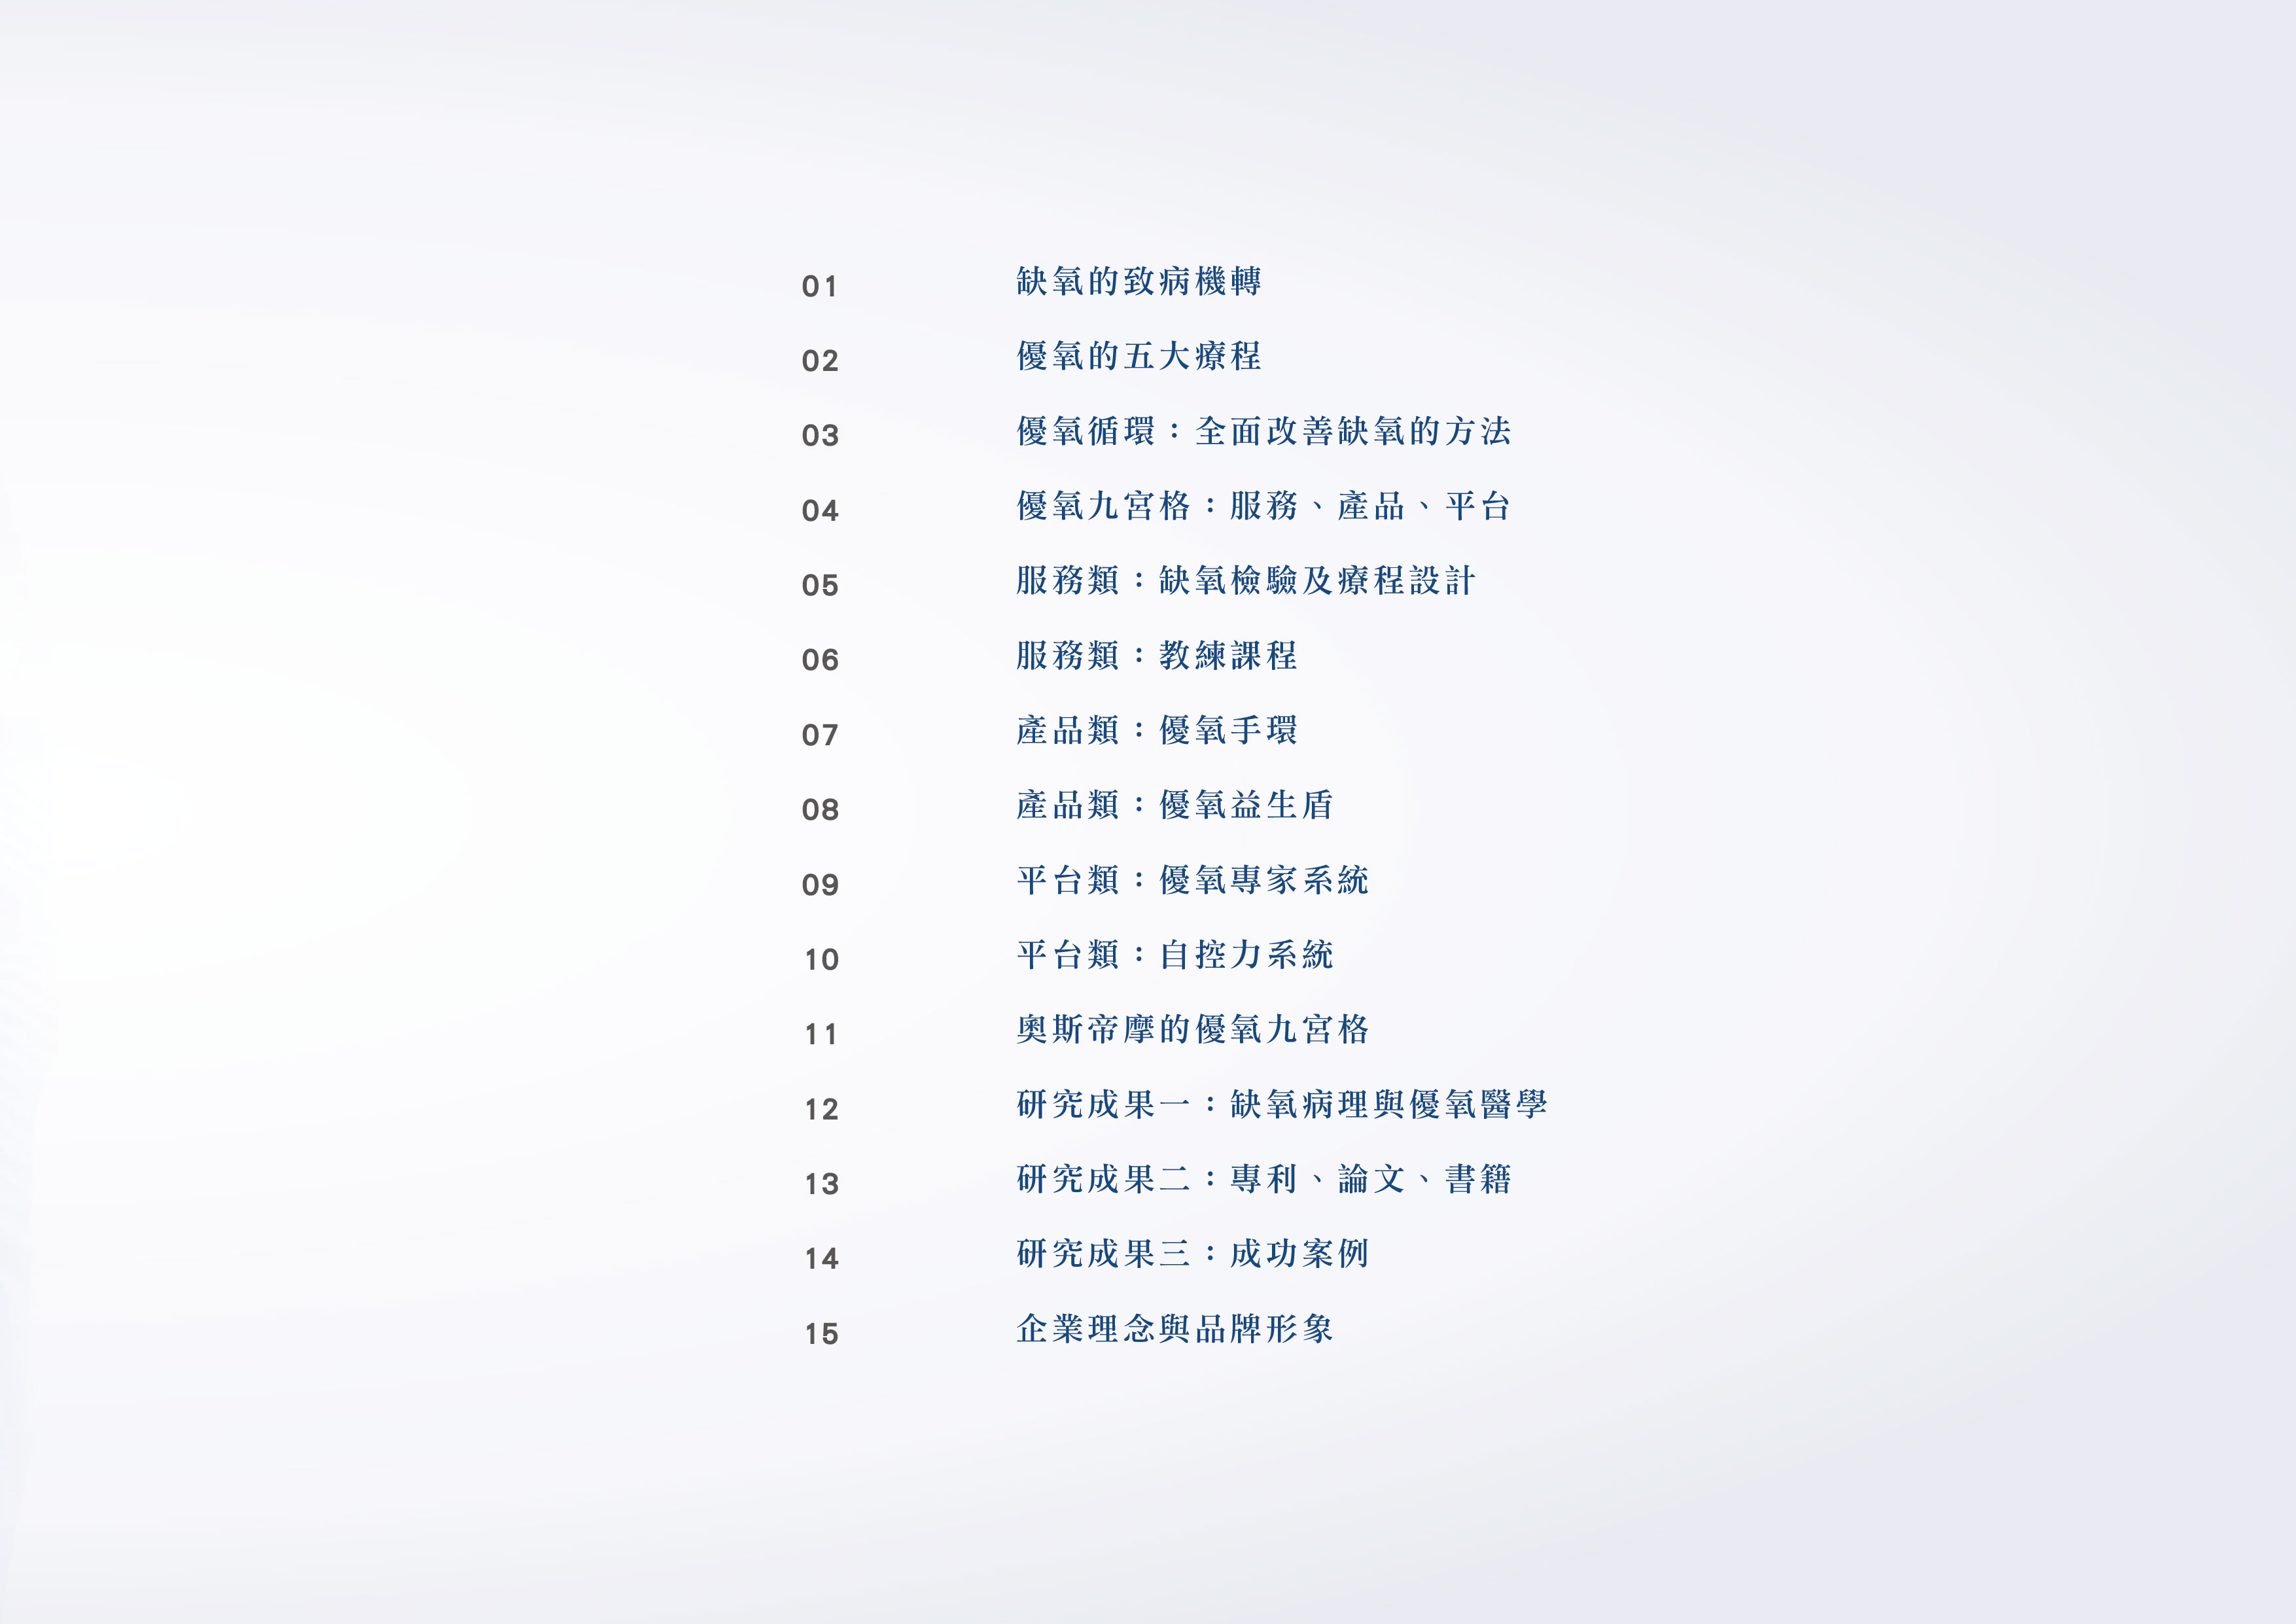 01 缺氧的致病機轉
02 優氧的五大療程
03 優氧循環：全面改善缺氧的方法
04 優氧九宮格：服務、產品、平台
05 服務類：缺氧檢驗及療程設計
06 服務類：教練課程
07 產品類：優氧手環
08 產品類：優氧益生盾
09 平台類：優氧專家系統
10 平台類：自控力系統
11 奧斯帝摩的優氧九宮格
12 研究成果一：缺氧病理與優氧醫學
13 研究成果二：專利、論文、書籍
14 研究成果三：成功案例
15 企業理念與品牌形象